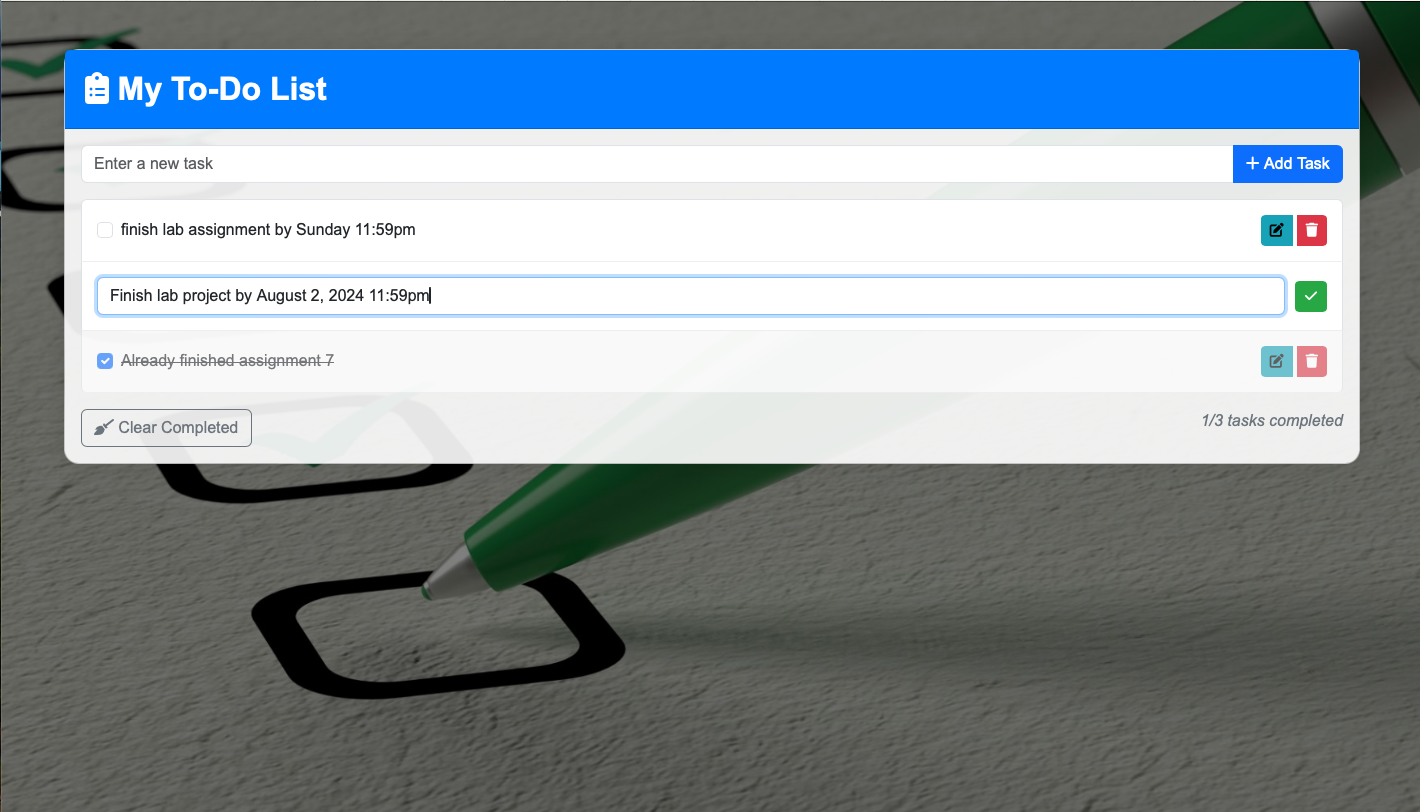 My To-Do List
Enter a new task
+ Add Task
finish lab assignment by Sunday 11:59pm
Finish lab project by August 2, 2024 11:59pm
Already finished assignment 7
Clear Completed
1/3 tasks completed